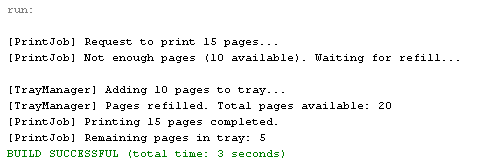 run:
[PrintJob] Request to print 15 pages...
[PrintJob] Not enough pages (10 available). Waiting for refill...
[TrayManager] Adding 10 pages to tray...
[TrayManager] Pages refilled. Total pages available: 20
[PrintJob] Printing 15 pages completed.
[PrintJob] Remaining pages in tray: 5
BUILD SUCCESSFUL (total time: 3 seconds)